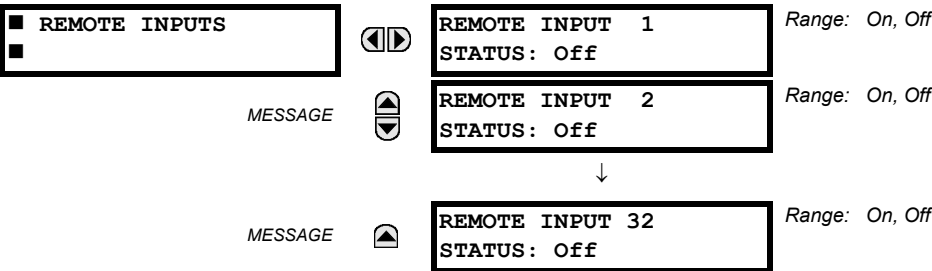 ■ REMOTE INPUTS
■
REMOTE INPUT 1
STATUS: Off
Range: On, Off
MESSAGE
REMOTE INPUT 2
STATUS: Off
Range: On, Off
↓
MESSAGE
REMOTE INPUT 32
STATUS: Off
Range: On, Off